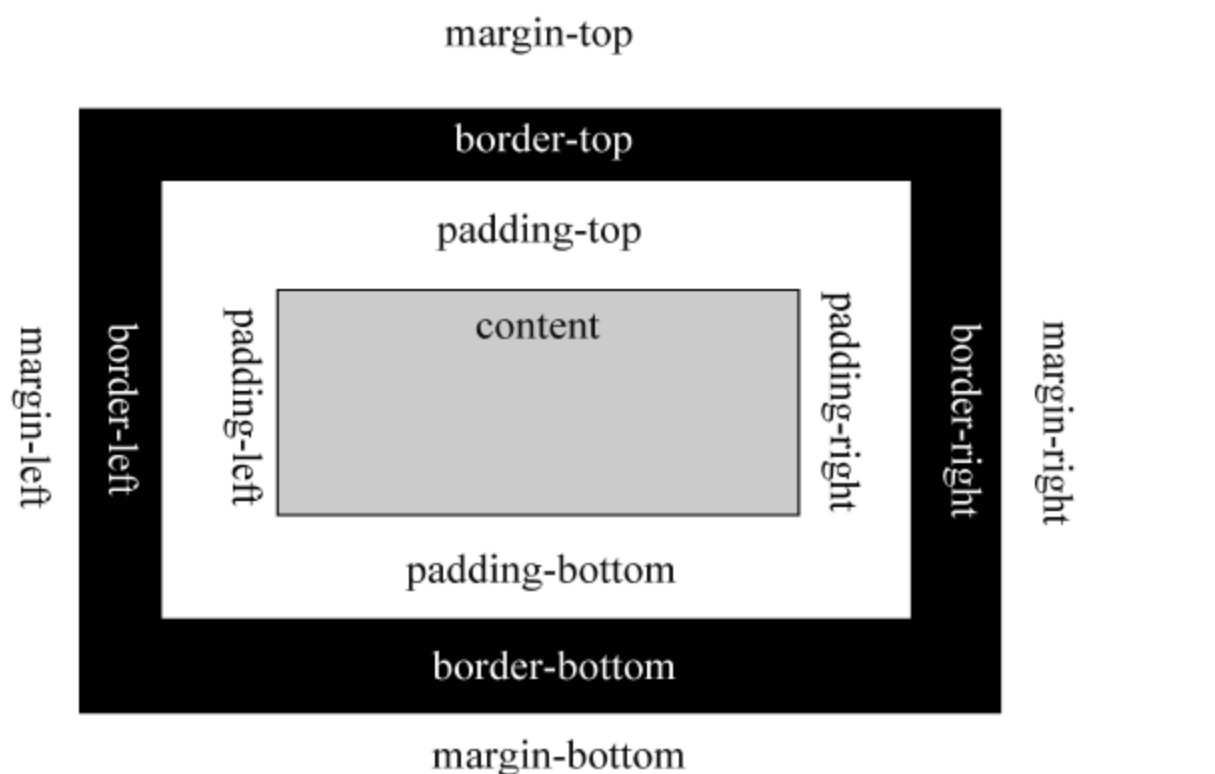 margin-top
border-top
padding-top
margin-left
border-left
padding-left
content
padding-right
border-right
margin-right
padding-bottom
border-bottom
margin-bottom